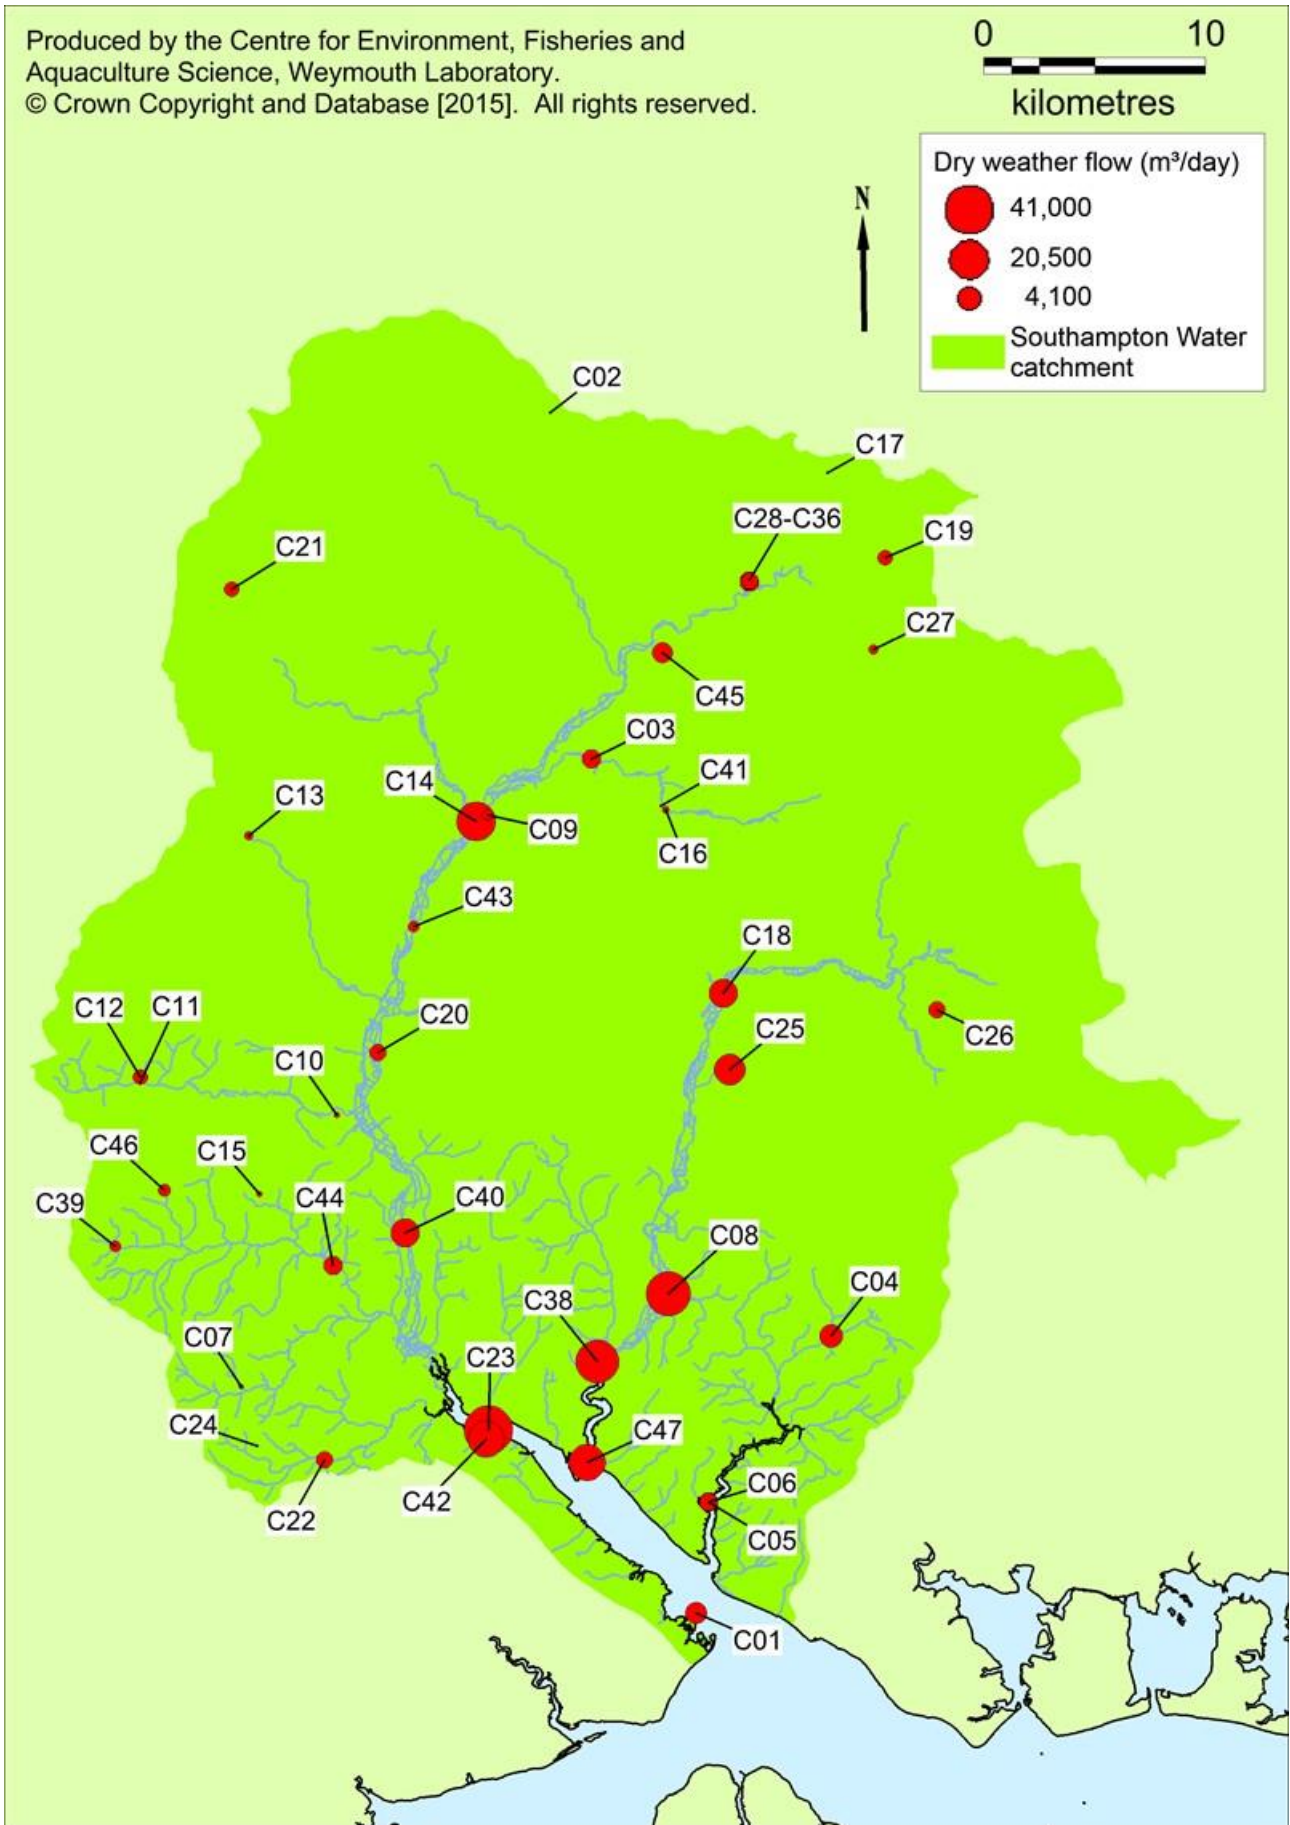 Produced by the Centre for Environment, Fisheries and
Aquaculture Science, Weymouth Laboratory.
© Crown Copyright and Database [2015].  All rights reserved.
0 10
kilometres
Dry weather flow (m³/day)
41,000
20,500
4,100
Southampton Water
catchment
N
C02
C17
C28-C36
C19
C21
C27
C45
C03
C41
C14
C13
C09
C16
C43
C18
C12
C11
C20
C25
C26
C10
C46
C15
C39
C44
C40
C08
C04
C38
C07
C23
C24
C47
C42
C06
C22
C05
C01